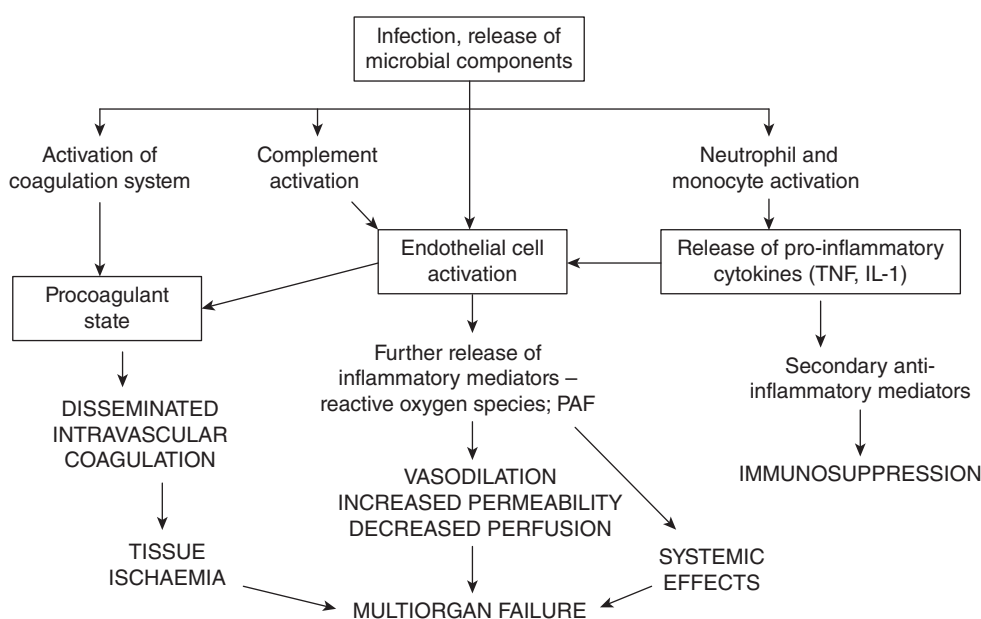 Infection, release of
microbial components
Activation of
coagulation system
Complement
activation
Neutrophil and
monocyte activation
Endothelial cell
activation
Release of pro-inflammatory
cytokines (TNF, IL-1)
Procoagulant
state
Further release of
inflammatory mediators –
reactive oxygen species; PAF
Secondary anti-
inflammatory mediators
DISSEMINATED
INTRAVASCULAR
COAGULATION
VASODILATION
INCREASED PERMEABILITY
DECREASED PERFUSION
IMMUNOSUPPRESSION
TISSUE
ISCHAEMIA
SYSTEMIC
EFFECTS
MULTIORGAN FAILURE